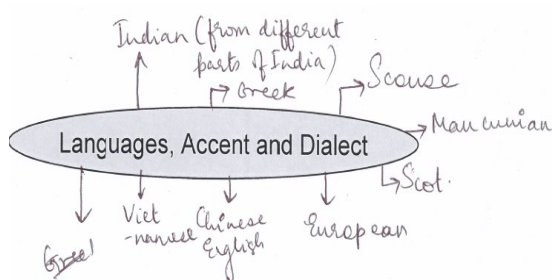 Indian (from different
parts of India)
Greek
Scouse
Languages, Accent and Dialect
Mancunian
Scot.
Viet
-namese
Chinese
English
European